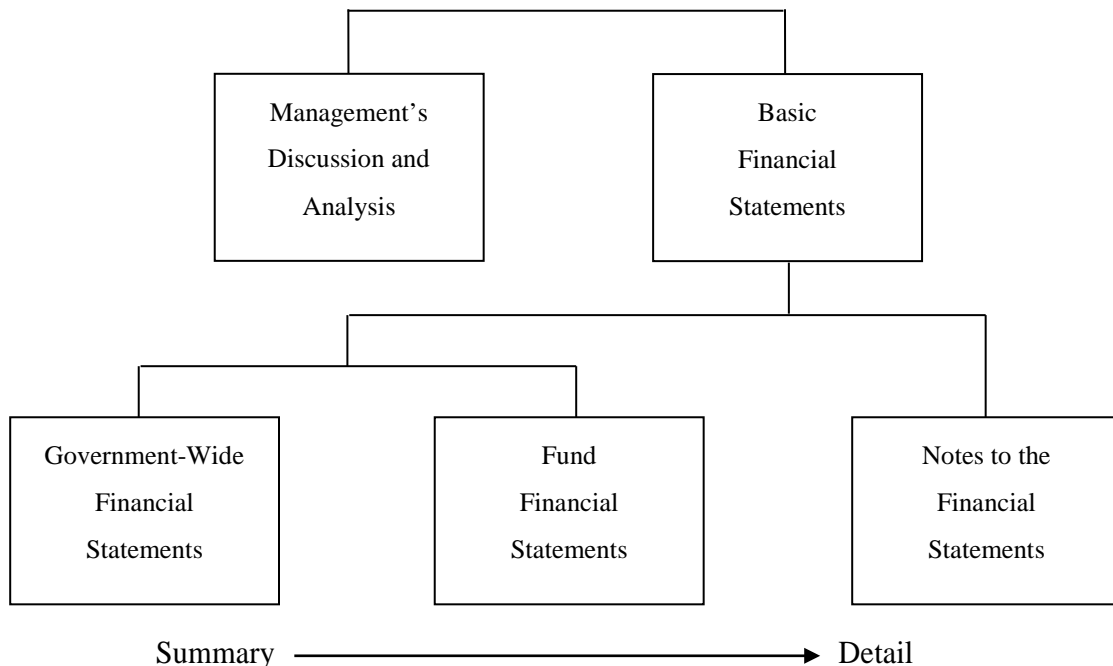 Management’s
Discussion and
Analysis
Basic
Financial
Statements
Government-Wide
Financial
Statements
Fund
Financial
Statements
Notes to the
Financial
Statements
Summary
Detail